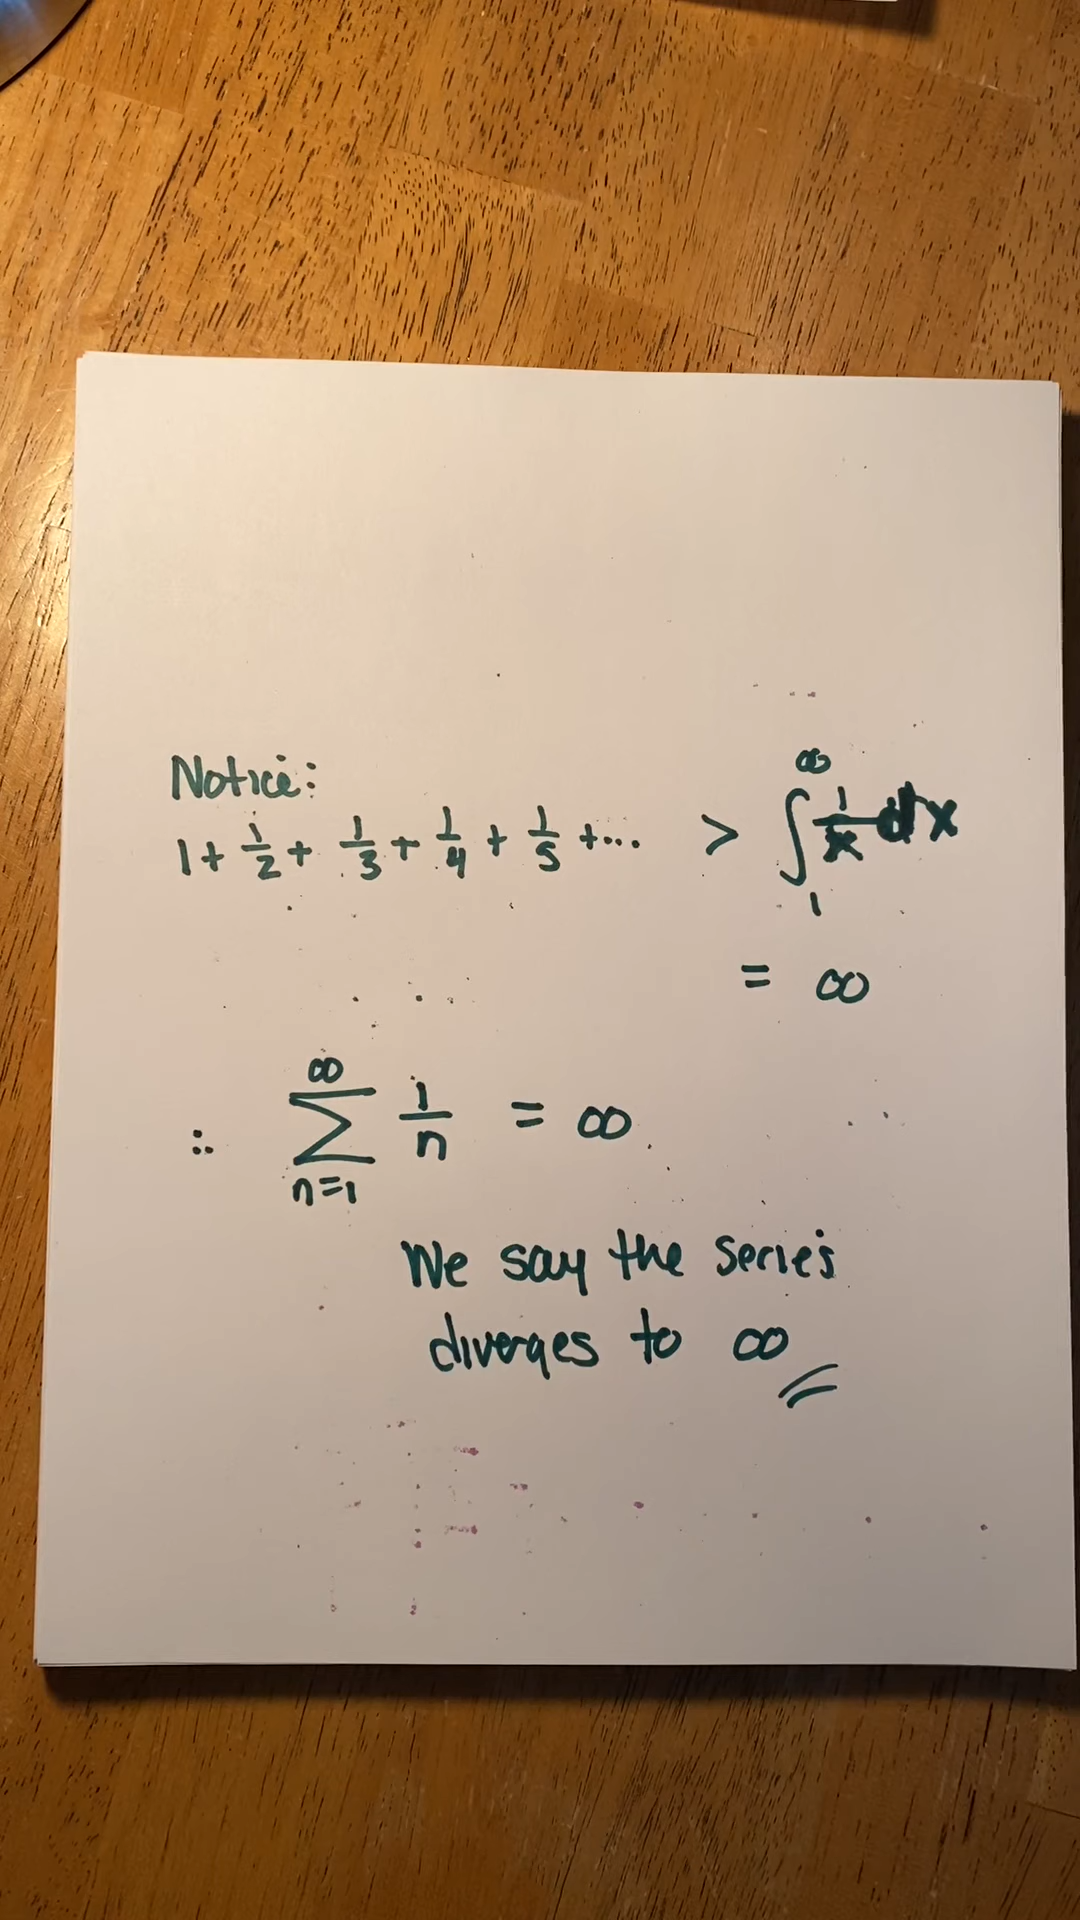 Notice:
1 + 1/2 + 1/3 + 1/4 + 1/5 + ... > ∫₁^∞ 1/x dx
= ∞
∴ ∑_{n=1}^∞ 1/n = ∞
We say the series
diverges to ∞